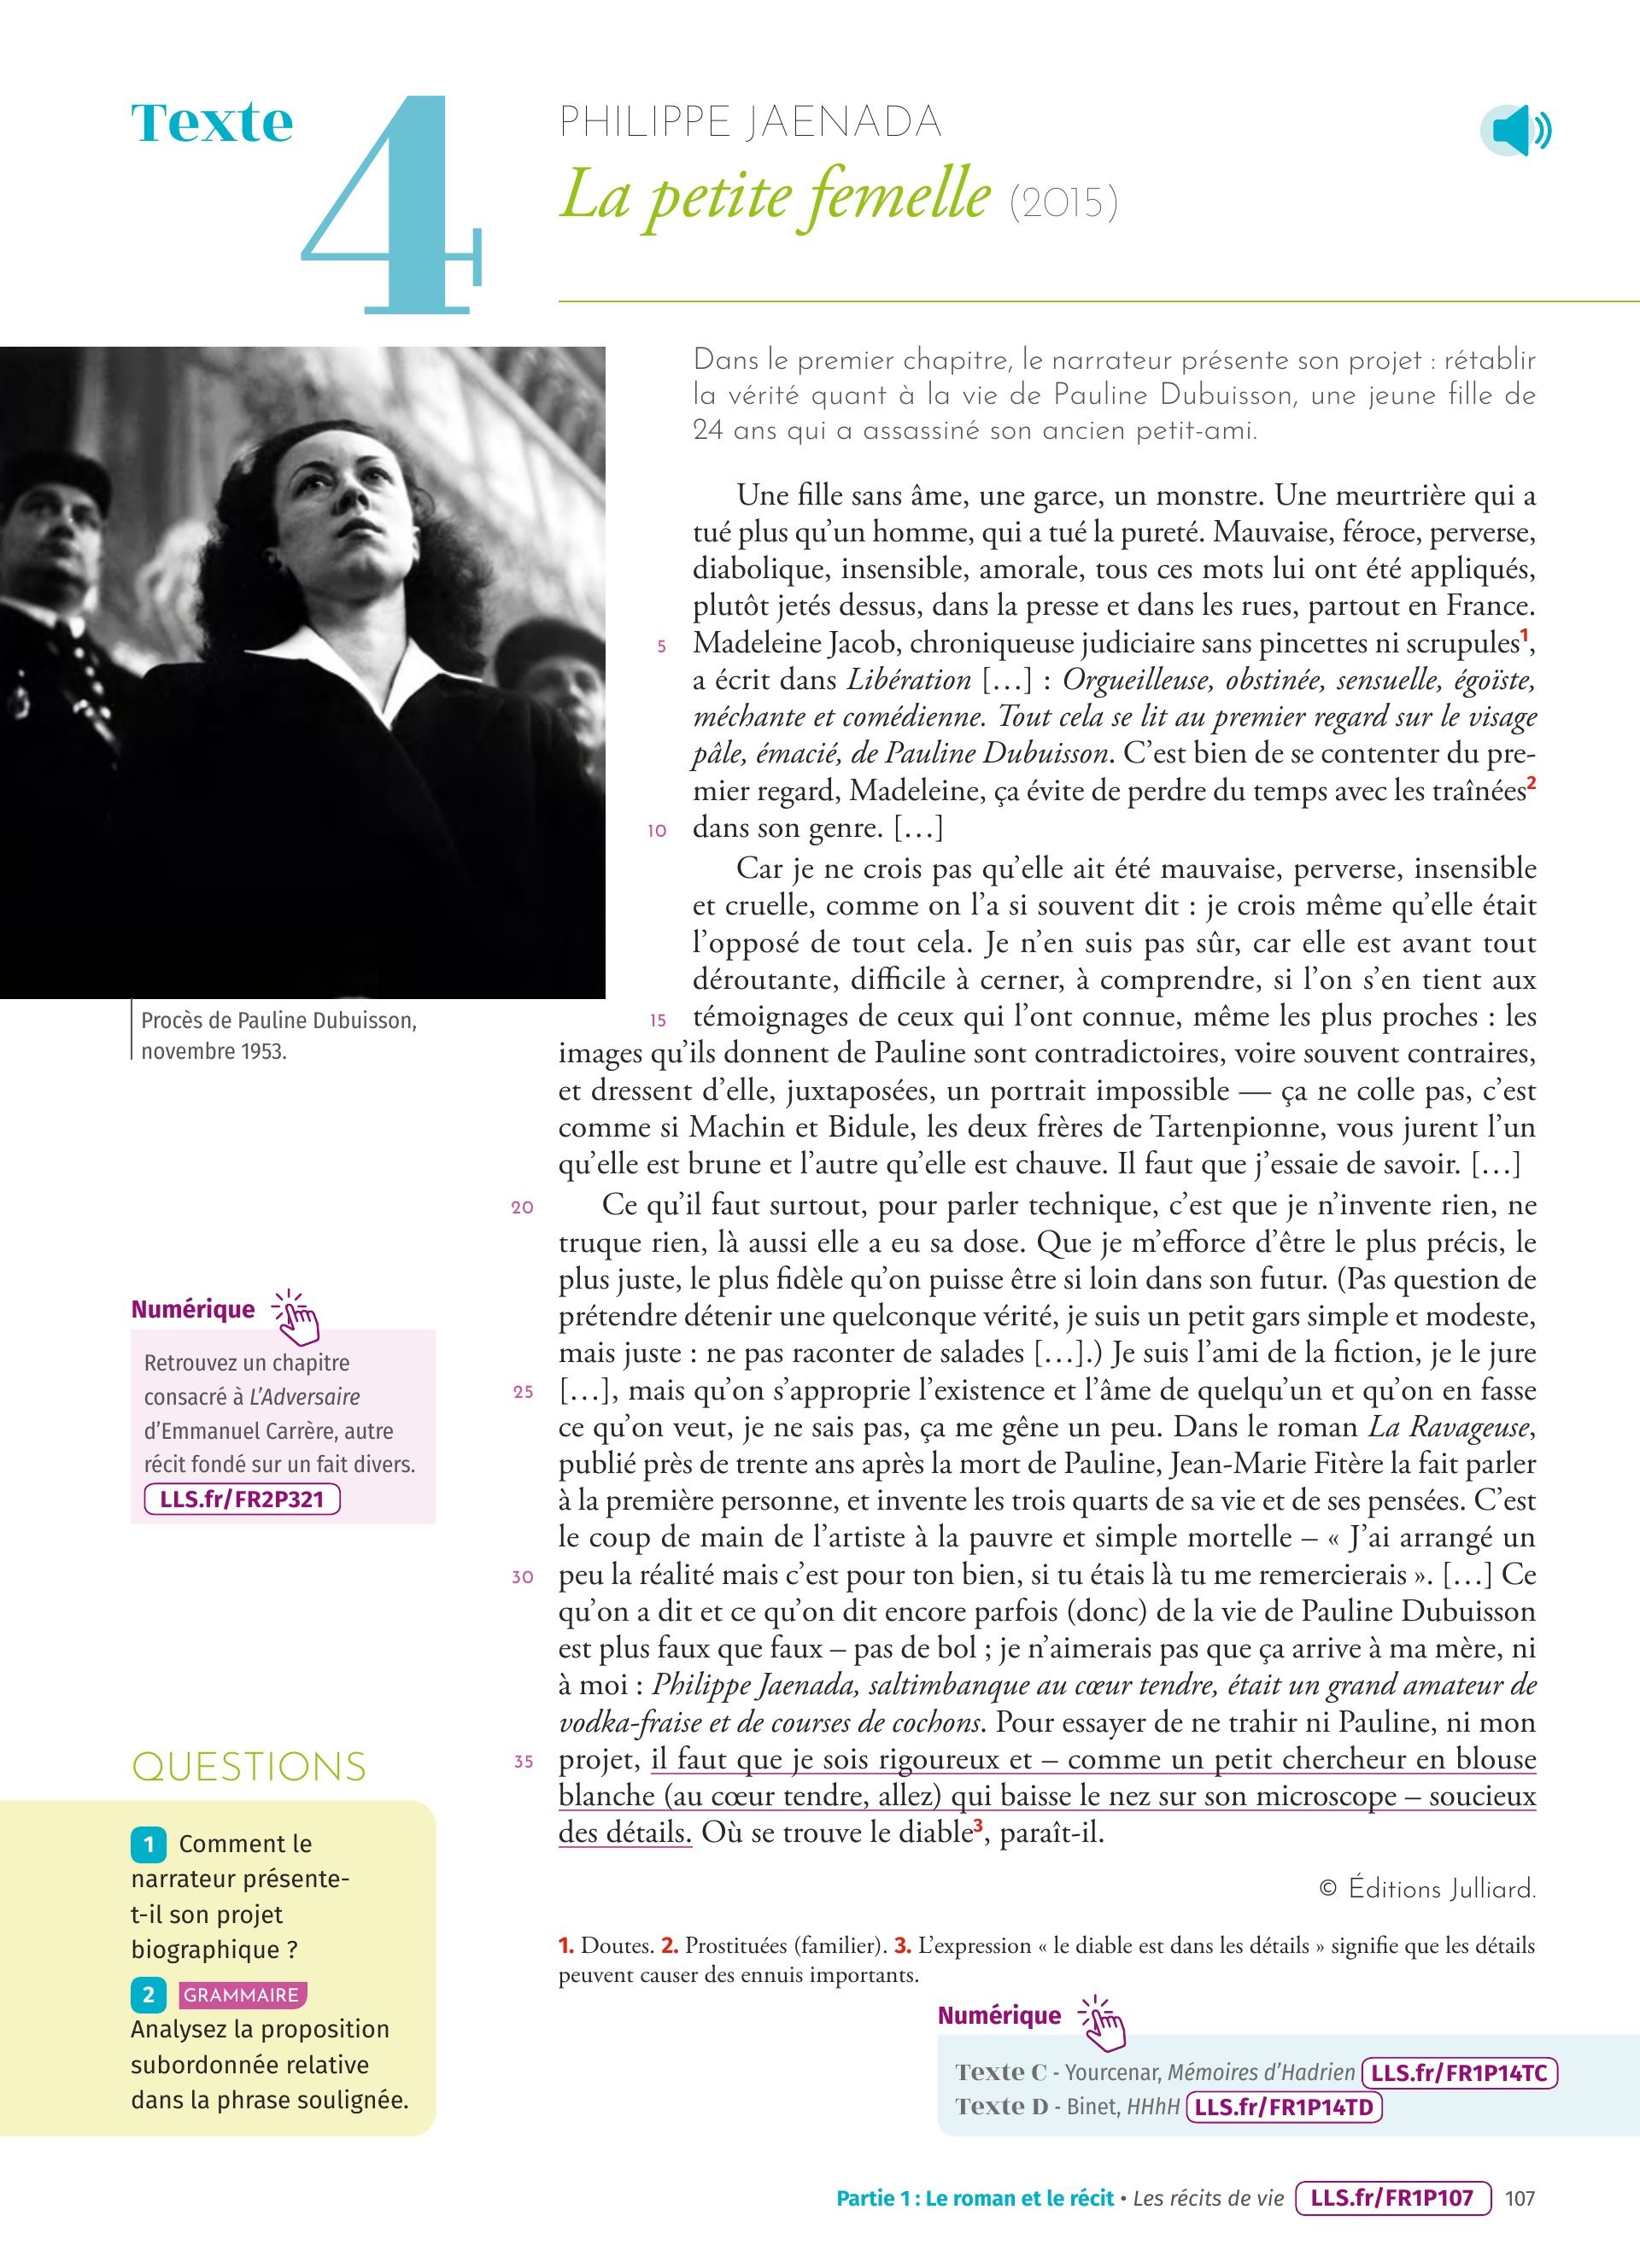 Texte 4
PHILIPPE JAENADA
La petite femelle (2015)
Dans le premier chapitre, le narrateur présente son projet : rétablir
la vérité quant à la vie de Pauline Dubuisson, une jeune fille de
24 ans qui a assassiné son ancien petit-ami.
Une fille sans âme, une garce, un monstre. Une meurtrière qui a
tué plus qu’un homme, qui a tué la pureté. Mauvaise, féroce, perverse,
diabolique, insensible, amorale, tous ces mots lui ont été appliqués,
plutôt jetés dessus, dans la presse et dans les rues, partout en France.
5 Madeleine Jacob, chroniqueuse judiciaire sans pincettes ni scrupules1,
a écrit dans Libération […] : Orgueilleuse, obstinée, sensuelle, égoïste,
méchante et comédienne. Tout cela se lit au premier regard sur le visage
pâle, émacié, de Pauline Dubuisson. C’est bien de se contenter du pre-
mier regard, Madeleine, ça évite de perdre du temps avec les traînées2
10 dans son genre. […]
Car je ne crois pas qu’elle ait été mauvaise, perverse, insensible
et cruelle, comme on l’a si souvent dit : je crois même qu’elle était
l’opposé de tout cela. Je n’en suis pas sûr, car elle est avant tout
déroutante, difficile à cerner, à comprendre, si l’on s’en tient aux
15 témoignages de ceux qui l’ont connue, même les plus proches : les
images qu’ils donnent de Pauline sont contradictoires, voire souvent contraires,
et dressent d’elle, juxtaposées, un portrait impossible — ça ne colle pas, c’est
comme si Machin et Bidule, les deux frères de Tartenpionne, vous jurent l’un
qu’elle est brune et l’autre qu’elle est chauve. Il faut que j’essaie de savoir. […]
20 Ce qu’il faut surtout, pour parler technique, c’est que je n’invente rien, ne
truque rien, là aussi elle a eu sa dose. Que je m’efforce d’être le plus précis, le
plus juste, le plus fidèle qu’on puisse être si loin dans son futur. (Pas question de
prétendre détenir une quelconque vérité, je suis un petit gars simple et modeste,
mais juste : ne pas raconter de salades […].) Je suis l’ami de la fiction, je le jure
25 […], mais qu’on s’approprie l’existence et l’âme de quelqu’un et qu’on en fasse
ce qu’on veut, je ne sais pas, ça me gêne un peu. Dans le roman La Ravageuse,
publié près de trente ans après la mort de Pauline, Jean-Marie Fitère la fait parler
à la première personne, et invente les trois quarts de sa vie et de ses pensées. C’est
le coup de main de l’artiste à la pauvre et simple mortelle – « J’ai arrangé un
30 peu la réalité mais c’est pour ton bien, si tu étais là tu me remercierais ». […] Ce
qu’on a dit et ce qu’on dit encore parfois (donc) de la vie de Pauline Dubuisson
est plus faux que faux – pas de bol ; je n’aimerais pas que ça arrive à ma mère, ni
à moi : Philippe Jaenada, saltimbanque au cœur tendre, était un grand amateur de
vodka-fraise et de courses de cochons. Pour essayer de ne trahir ni Pauline, ni mon
35 projet, il faut que je sois rigoureux et – comme un petit chercheur en blouse
blanche (au cœur tendre, allez) qui baisse le nez sur son microscope – soucieux
des détails. Où se trouve le diable3, paraît-il.
© Éditions Julliard.
1. Doutes. 2. Prostituées (familier). 3. L’expression « le diable est dans les détails » signifie que les détails
peuvent causer des ennuis importants.
Procès de Pauline Dubuisson,
novembre 1953.
Numérique
Retrouvez un chapitre
consacré à L’Adversaire
d’Emmanuel Carrère, autre
récit fondé sur un fait divers.
LLS.fr/FR2P321
QUESTIONS
1 Comment le
narrateur présente-
t-il son projet
biographique ?
2 GRAMMAIRE
Analysez la proposition
subordonnée relative
dans la phrase soulignée.
Numérique
Texte C - Yourcenar, Mémoires d’Hadrien LLS.fr/FR1P14TC
Texte D - Binet, HHhH LLS.fr/FR1P14TD
Partie 1 : Le roman et le récit • Les récits de vie LLS.fr/FR1P107 107